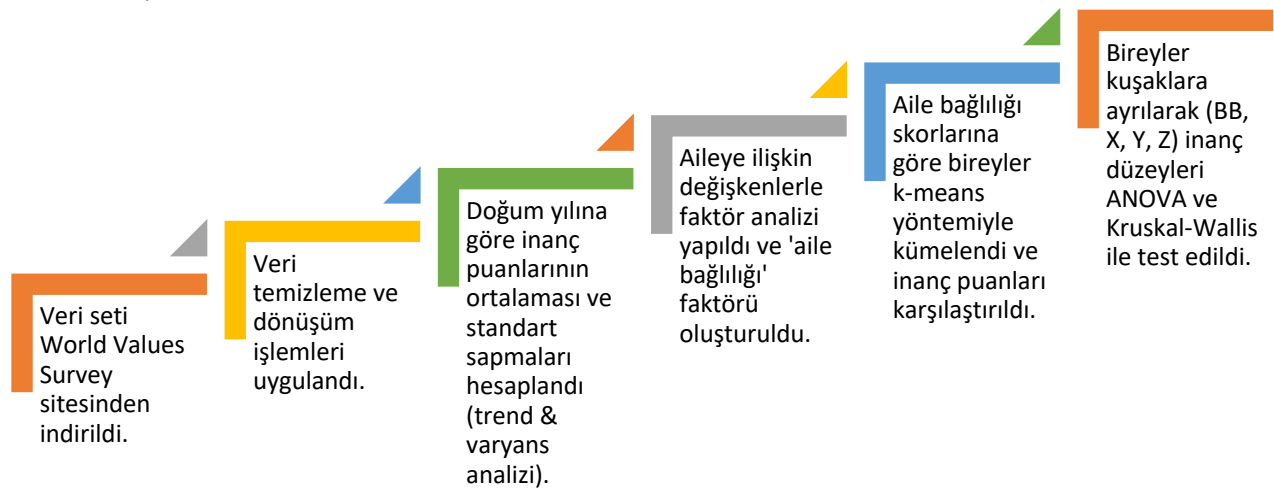 Veri seti
World Values
Survey
sitesinden
indirildi.
Veri
temizleme ve
dönüşüm
işlemleri
uygulandı.
Doğum yılına
göre inanç
puanlarının
ortalaması ve
standart
sapmaları
hesaplandı
(trend &
varyans
analizi).
Aileye ilişkin
değişkenlerle
faktör analizi
yapıldı ve 'aile
bağlılığı'
faktörü
oluşturuldu.
Aile bağlılığı
skorlarına
göre bireyler
k-means
yöntemiyle
kümelendi ve
inanç puanları
karşılaştırıldı.
Bireyler
kuşaklara
ayrılarak (BB,
X, Y, Z) inanç
düzeyleri
ANOVA ve
Kruskal-Wallis
ile test edildi.